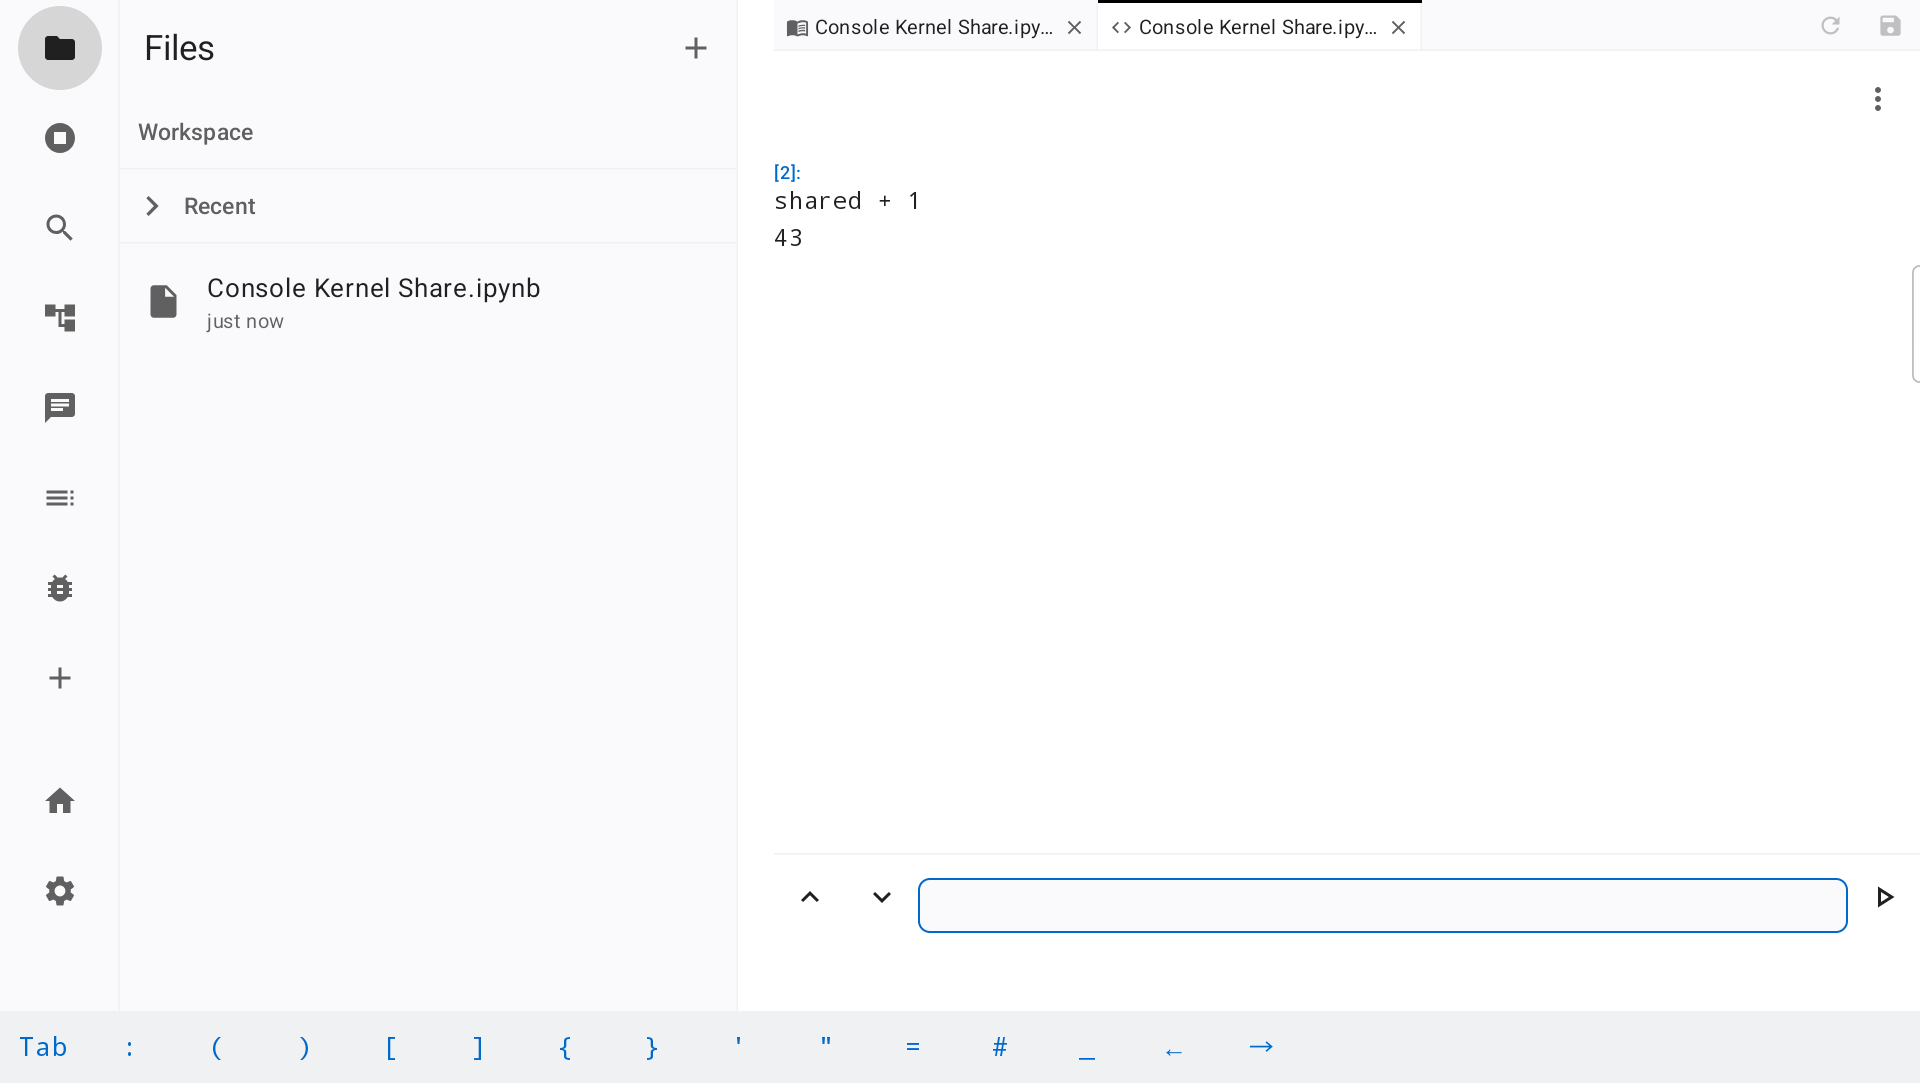 Files
Workspace
Recent
Console Kernel Share.ipynb
just now
Console Kernel Share.ipy...
Console Kernel Share.ipy...
[2]:
shared + 1
43
Tab : ( ) [ ] { } ' " = # _ ← →